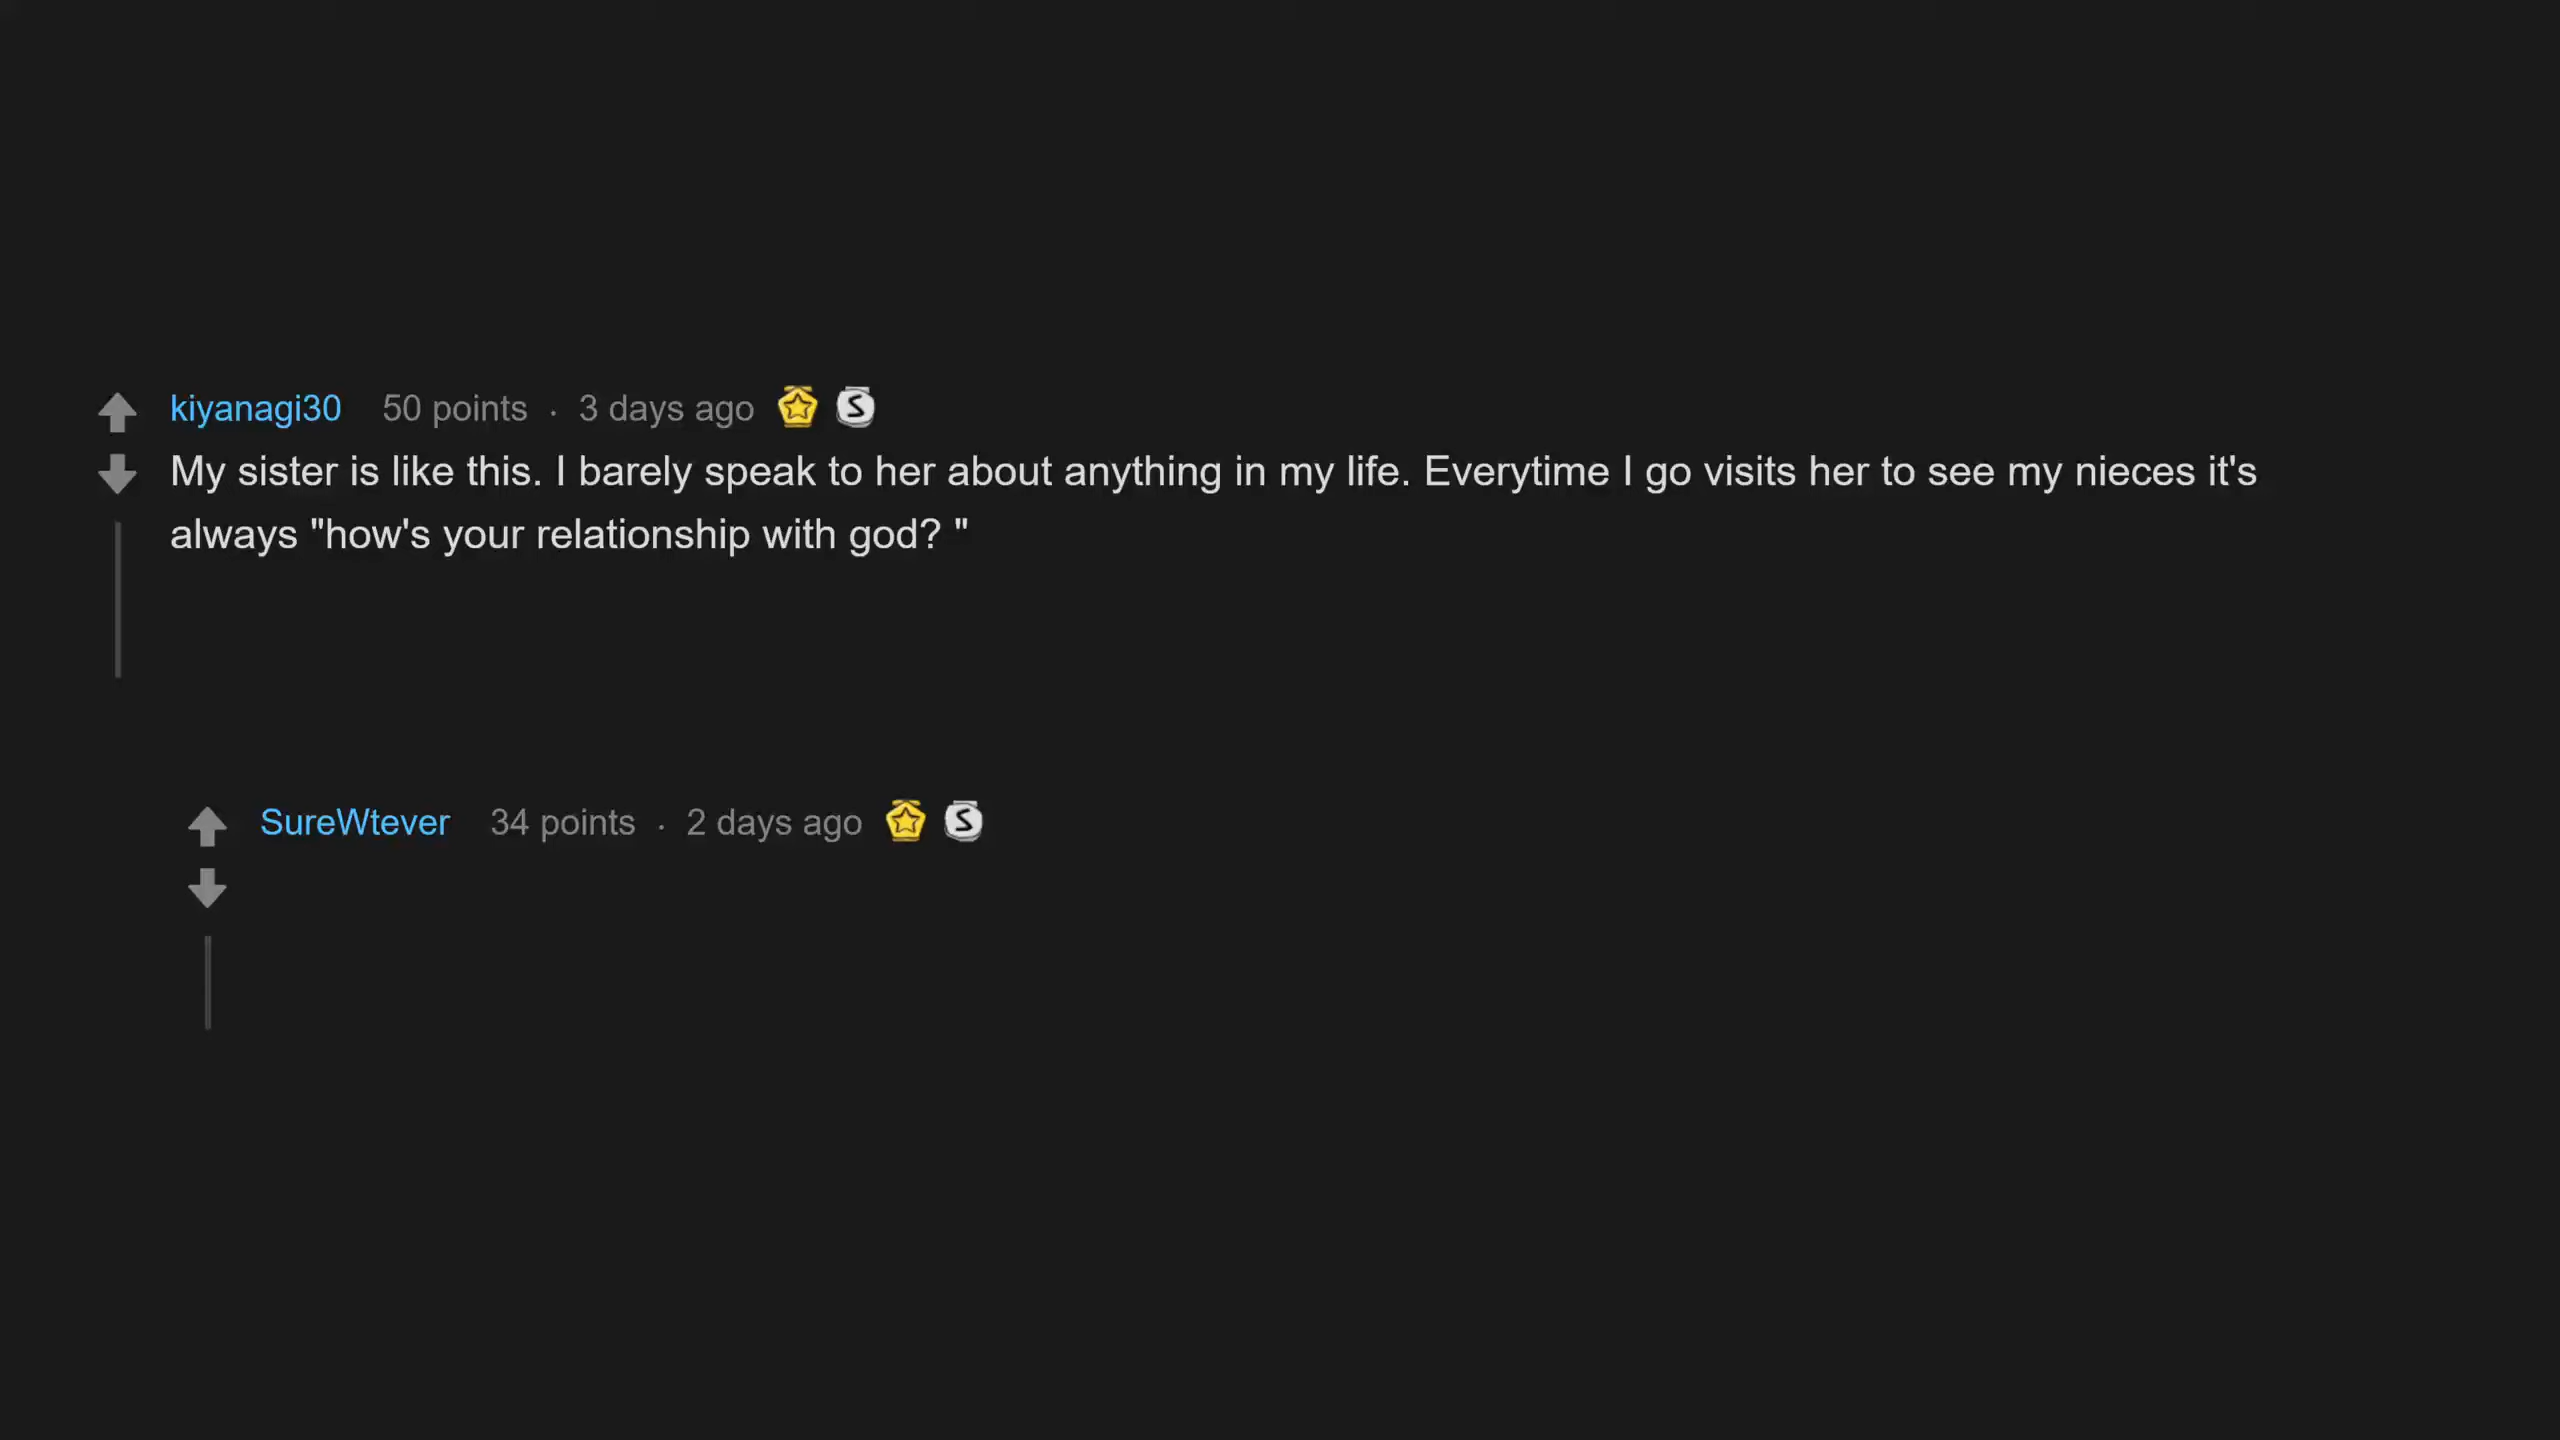 kiyanagi30 50 points · 3 days ago
My sister is like this. I barely speak to her about anything in my life. Everytime I go visits her to see my nieces it's
always "how's your relationship with god? "
SureWtever 34 points · 2 days ago